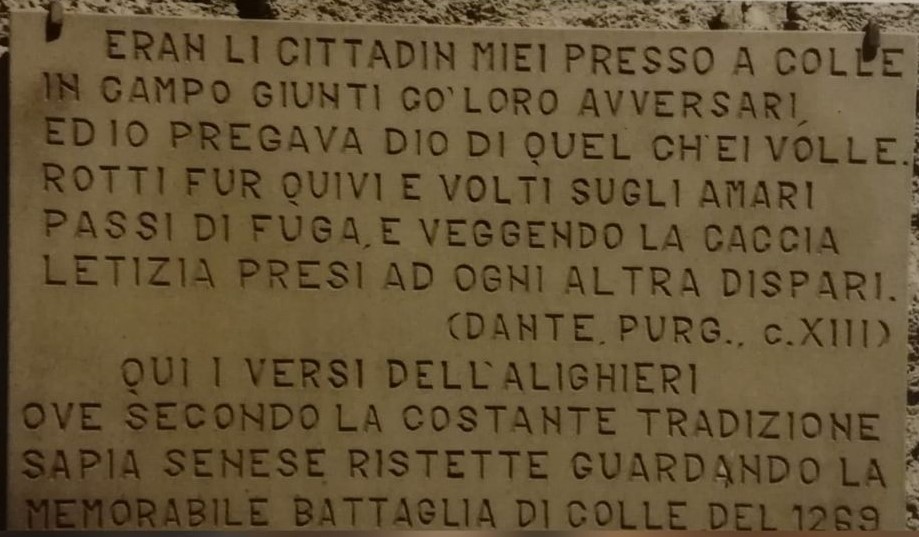 ERAN LI CITTADIN MIEI PRESSO A COLLE
IN CAMPO GIUNTI CO'LORO AVVERSARI,
ED IO PREGAVA DIO DI QUEL CH'EI VOLLE.
ROTTI FUR QUIVI E VOLTI SUGLI AMARI
PASSI DI FUGA, E VEGGENDO LA CACCIA
LETIZIA PRESI AD OGNI ALTRA DISPARI.
(DANTE, PURG., c. XIII)
QUI I VERSI DELL'ALIGHIERI
OVE SECONDO LA COSTANTE TRADIZIONE
SAPIA SENESE RISTETTE GUARDANDO LA
MEMORABILE BATTAGLIA DI COLLE DEL 1269